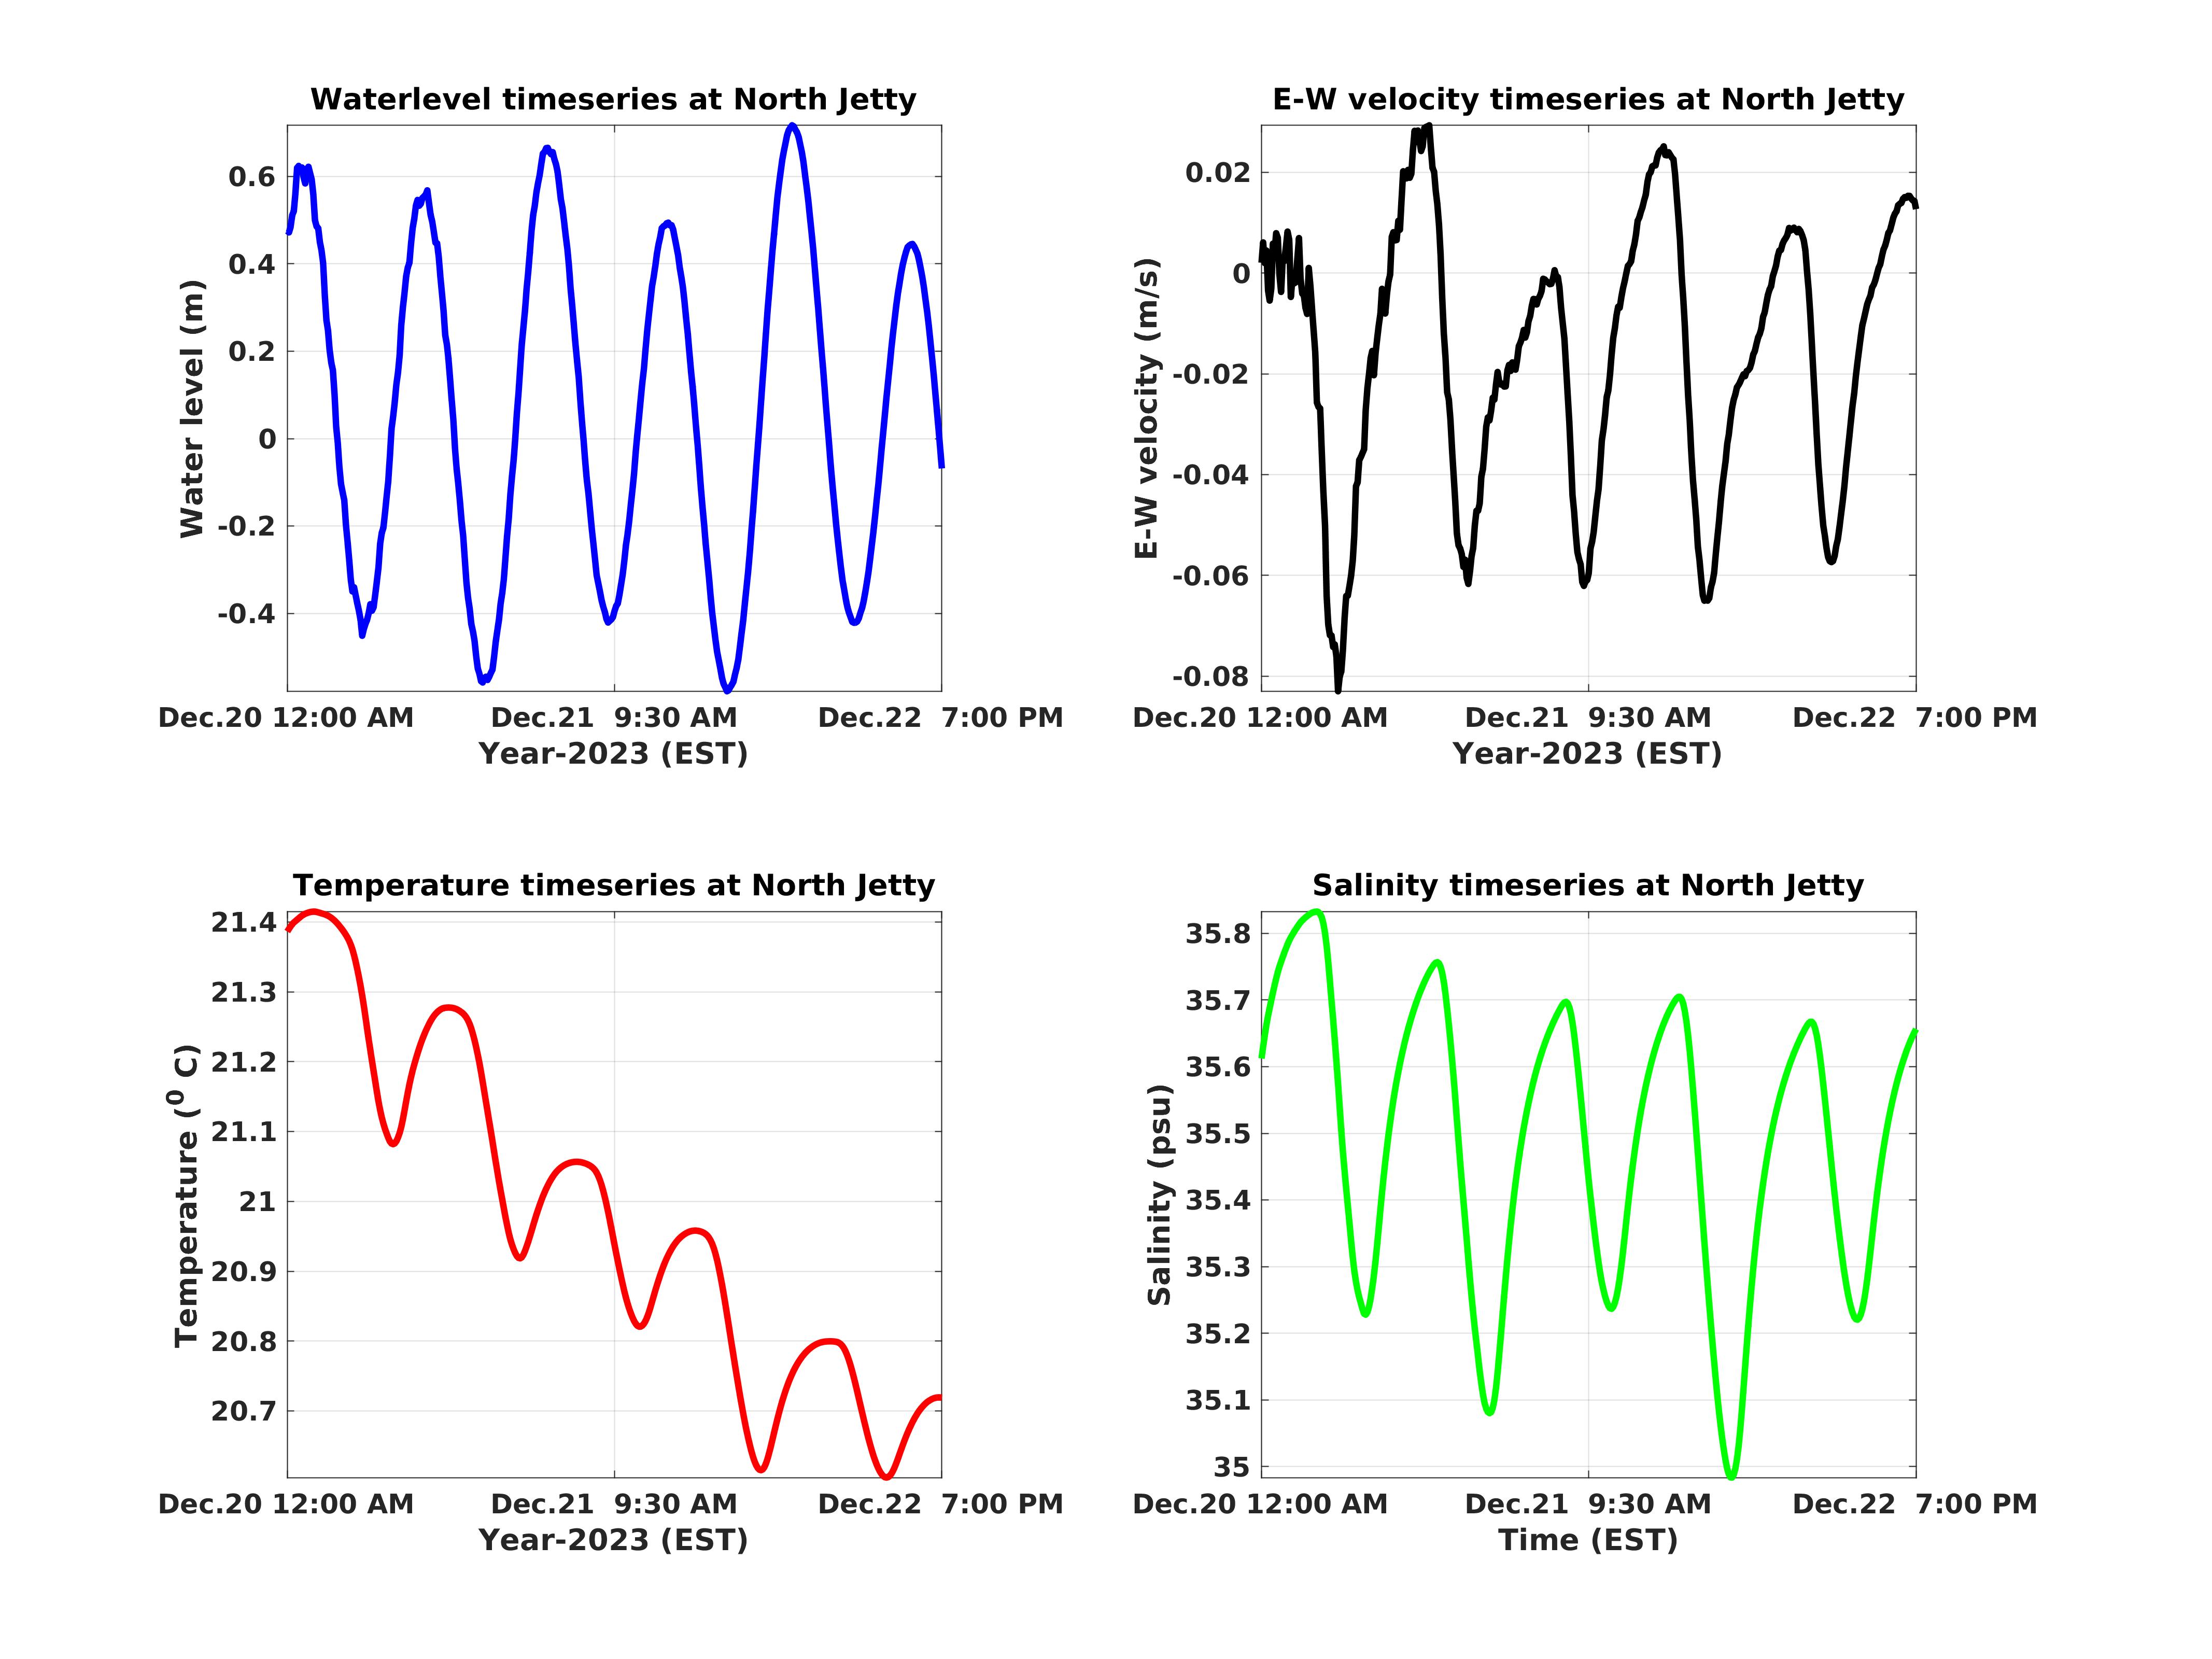 Waterlevel timeseries at North Jetty
Water level (m)
0.6
0.4
0.2
0
-0.2
-0.4
Dec.20 12:00 AM
Dec.21 9:30 AM
Dec.22 7:00 PM
Year-2023 (EST)
E-W velocity timeseries at North Jetty
E-W velocity (m/s)
0.02
0
-0.02
-0.04
-0.06
-0.08
Dec.20 12:00 AM
Dec.21 9:30 AM
Dec.22 7:00 PM
Year-2023 (EST)
Temperature timeseries at North Jetty
Temperature (⁰ C)
21.4
21.3
21.2
21.1
21
20.9
20.8
20.7
Dec.20 12:00 AM
Dec.21 9:30 AM
Dec.22 7:00 PM
Year-2023 (EST)
Salinity timeseries at North Jetty
Salinity (psu)
35.8
35.7
35.6
35.5
35.4
35.3
35.2
35.1
35
Dec.20 12:00 AM
Dec.21 9:30 AM
Dec.22 7:00 PM
Time (EST)